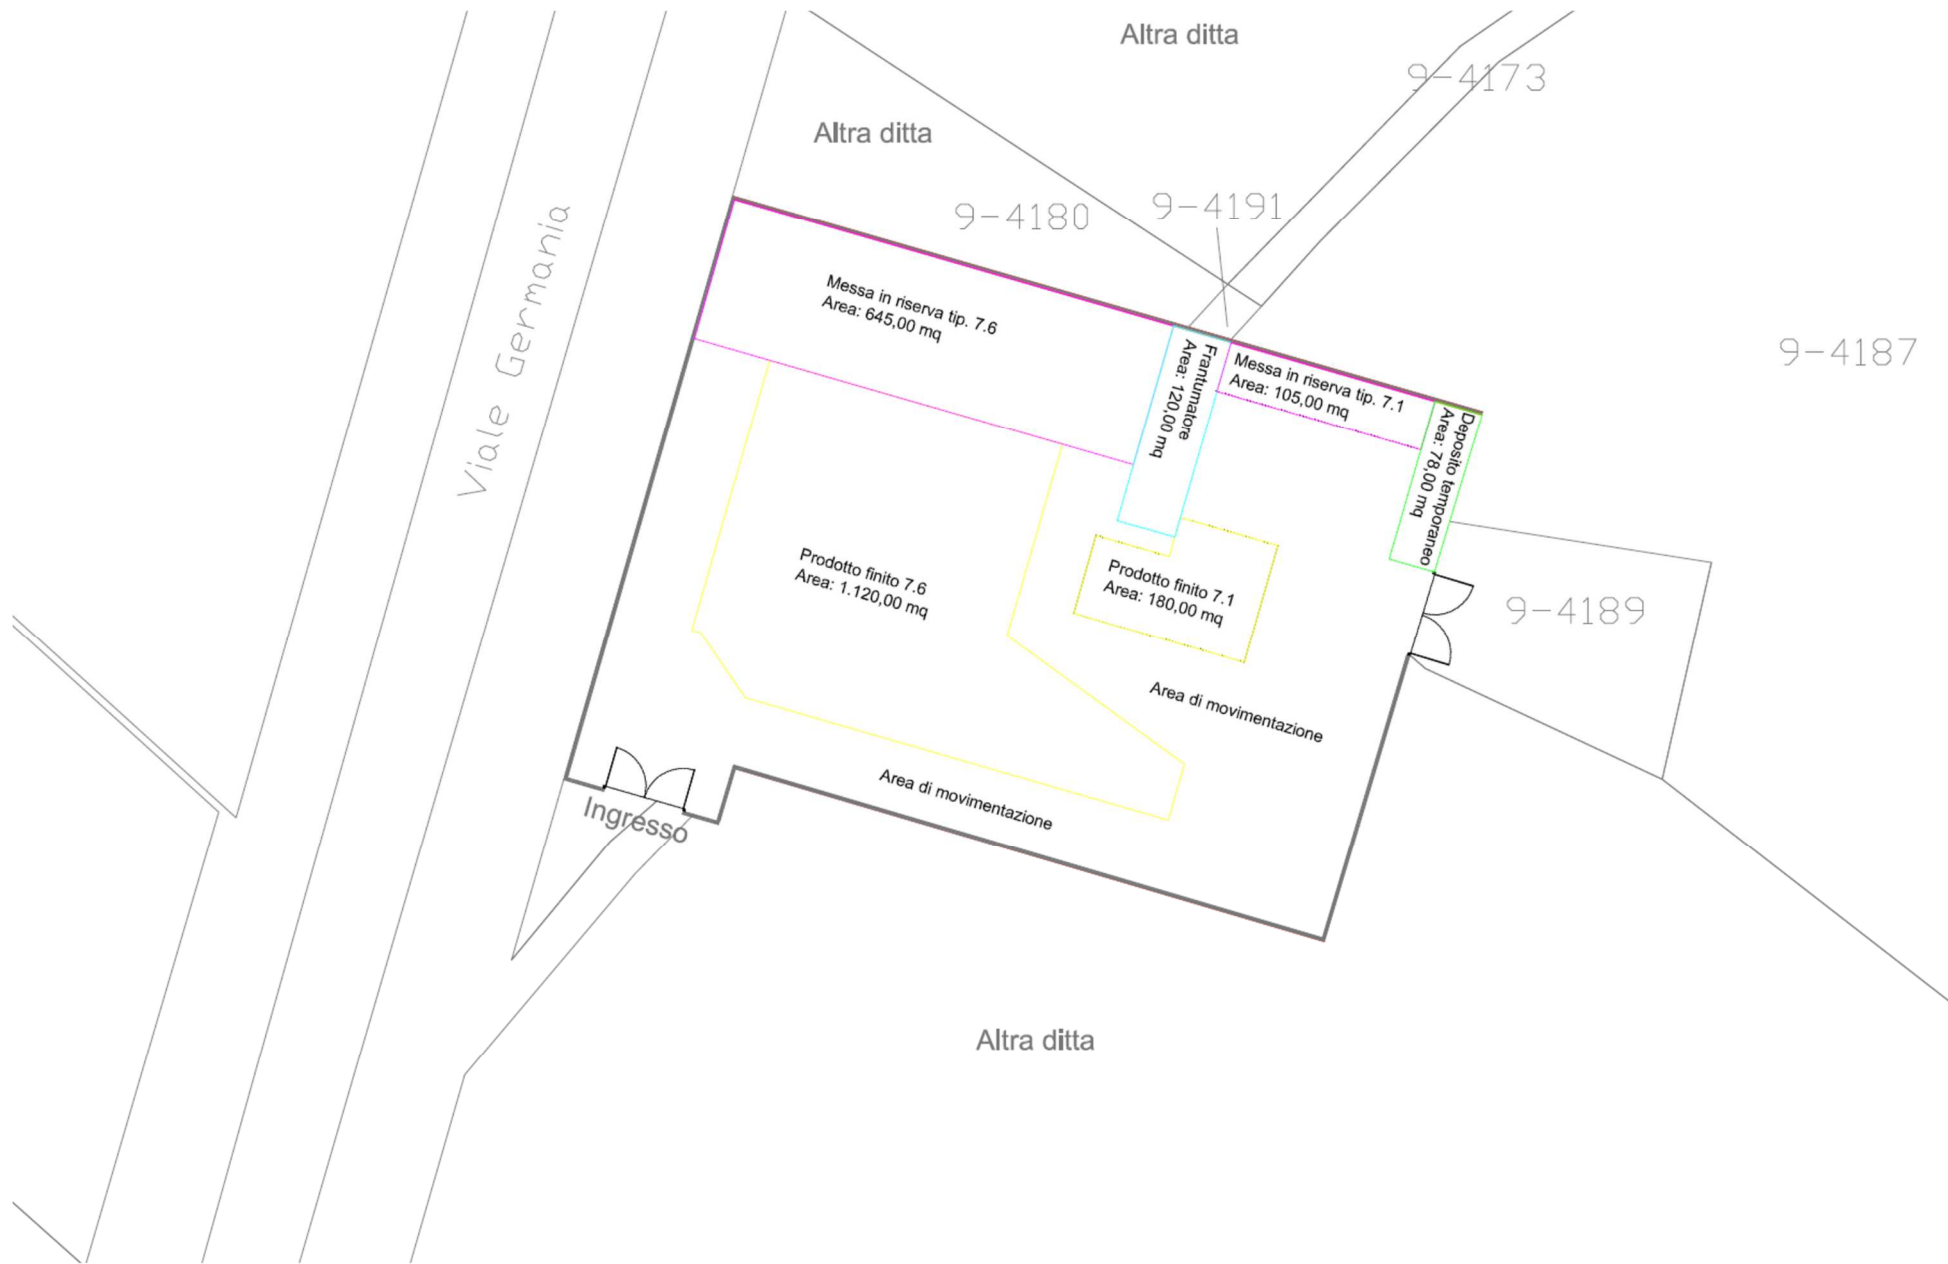 Altra ditta
9-4173
Altra ditta
9-4180
9-4191
Viale Germania
Messa in riserva tip. 7.6
Area: 645,00 mq
Frantumatore
Area: 120,00 mq
Messa in riserva tip. 7.1
Area: 105,00 mq
9-4187
Deposito temporaneo
Area: 78,00 mq
Prodotto finito 7.6
Area: 1.120,00 mq
Prodotto finito 7.1
Area: 180,00 mq
9-4189
Area di movimentazione
Area di movimentazione
Ingresso
Altra ditta